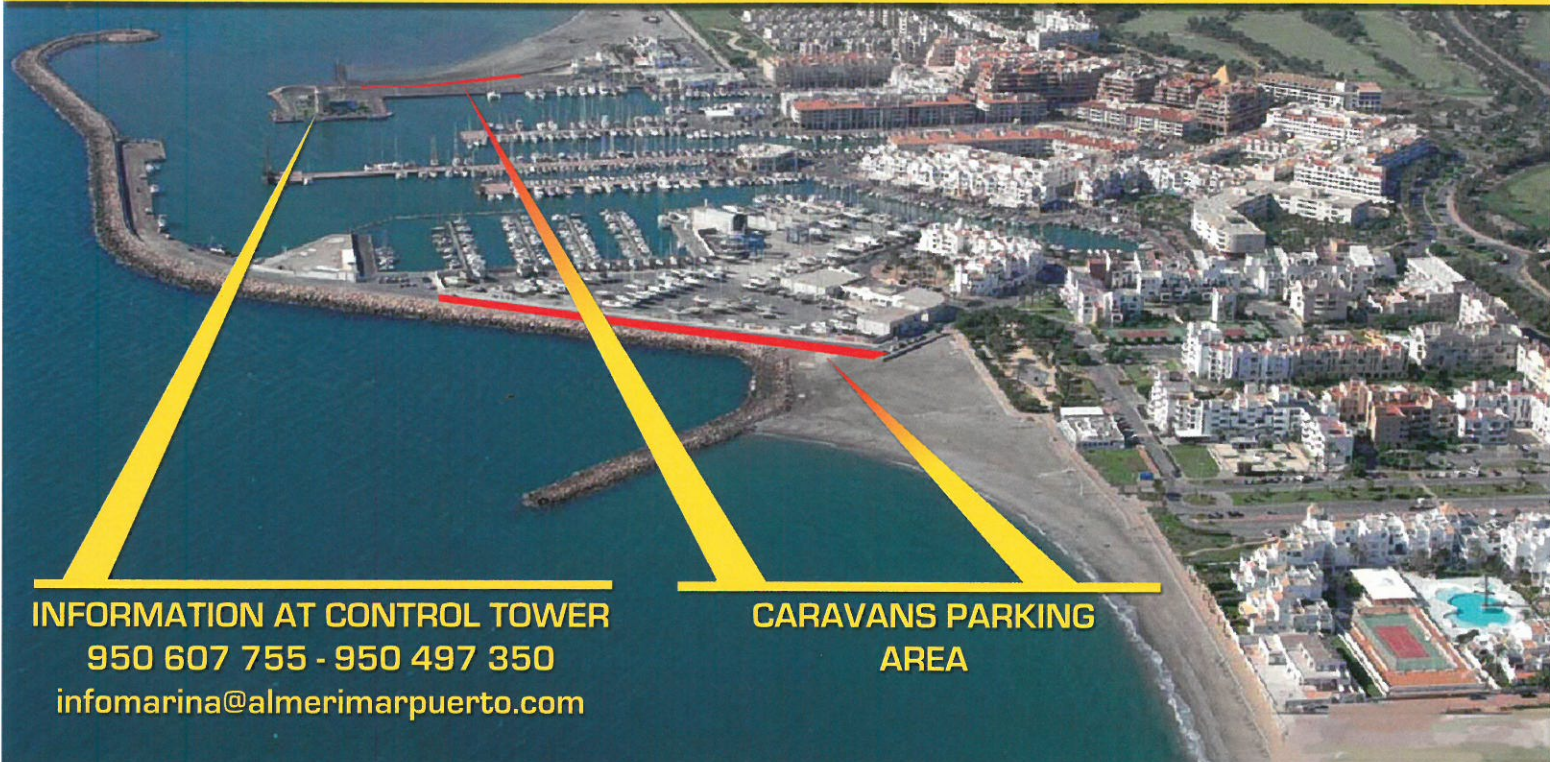 INFORMATION AT CONTROL TOWER
950 607 755 - 950 497 350
infomarina@almerimarpuerto.com
CARAVANS PARKING
AREA